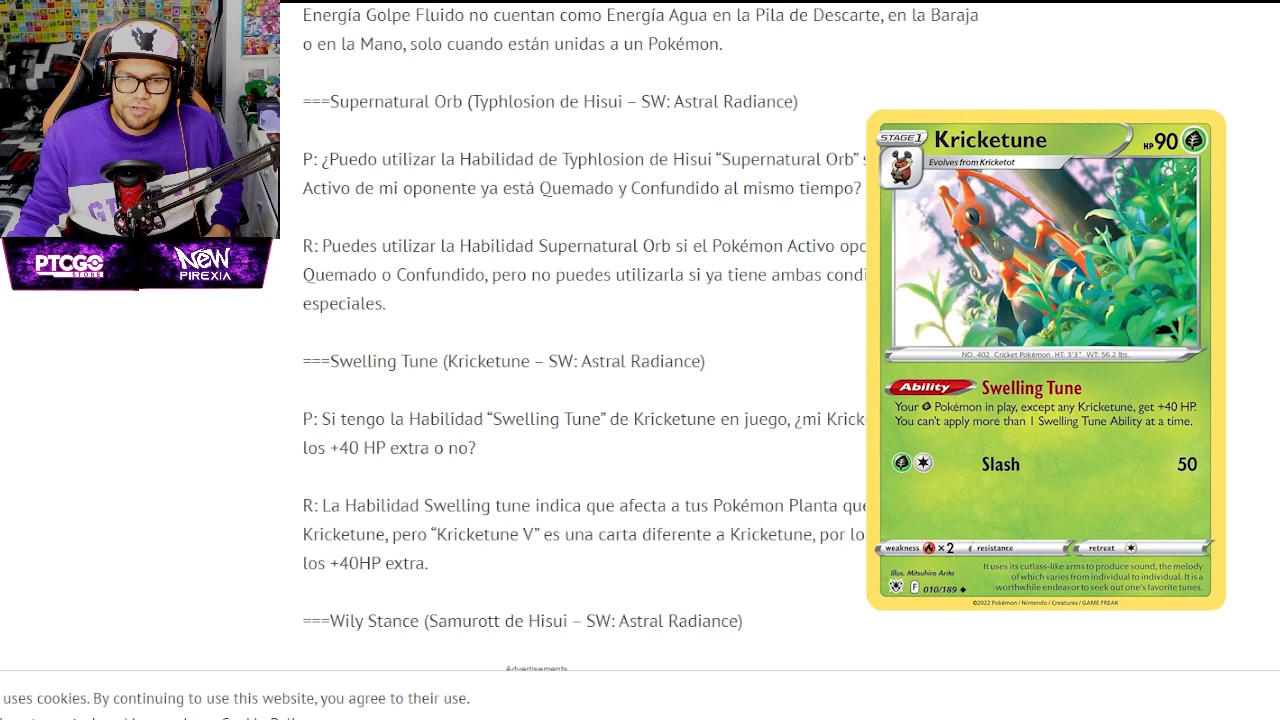 Energía Golpe Fluido no cuentan como Energía Agua en la Pila de Descarte, en la Baraja
o en la Mano, solo cuando están unidas a un Pokémon.
===Supernatural Orb (Typhlosion de Hisui – SW: Astral Radiance)
P: ¿Puedo utilizar la Habilidad de Typhlosion de Hisui “Supernatural Orb”
Activo de mi oponente ya está Quemado y Confundido al mismo tiempo?
R: Puedes utilizar la Habilidad Supernatural Orb si el Pokémon Activo
Quemado o Confundido, pero no puedes utilizarla si ya tiene ambas
especiales.
===Swelling Tune (Kricketune – SW: Astral Radiance)
P: Si tengo la Habilidad “Swelling Tune” de Kricketune en juego, ¿mi
los +40 HP extra o no?
R: La Habilidad Swelling tune indica que afecta a tus Pokémon Planta
Kricketune, pero “Kricketune V” es una carta diferente a Kricketune, por lo
los +40HP extra.
===Wily Stance (Samurott de Hisui – SW: Astral Radiance)
Advertisements
uses cookies. By continuing to use this website, you agree to their use.
PTCGO
STORE
NEW
PIREXIA
STAGE 1
Kricketune
HP 90
Evolves from Kricketot
NO. 402 Cricket Pokémon HT: 3'3" WT: 56.2 lbs.
Ability Swelling Tune
Your Pokémon in play, except any Kricketune, get +40 HP.
You can't apply more than 1 Swelling Tune Ability at a time.
Slash 50
weakness ×2 resistance retreat
Illus. Mitsuhiro Arita
F 010/189
It uses its cutlass-like arms to produce sound, the melody
of which varies from individual to individual. It is a
worthwhile endeavor to seek out one's favorite tunes.
©2022 Pokémon / Nintendo / Creatures / GAME FREAK